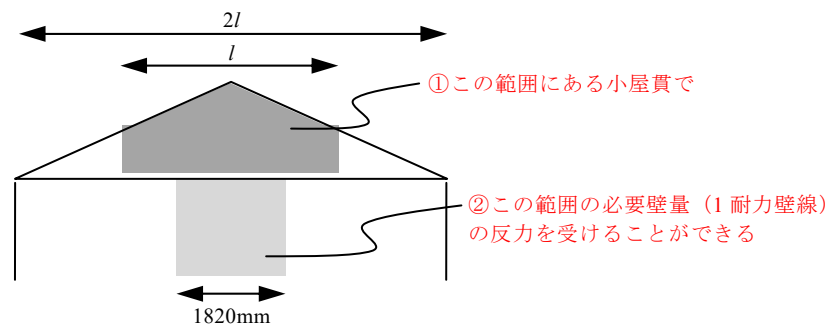 2l
l
①この範囲にある小屋貫で
②この範囲の必要壁量（1 耐力壁線）
の反力を受けることができる
1820mm